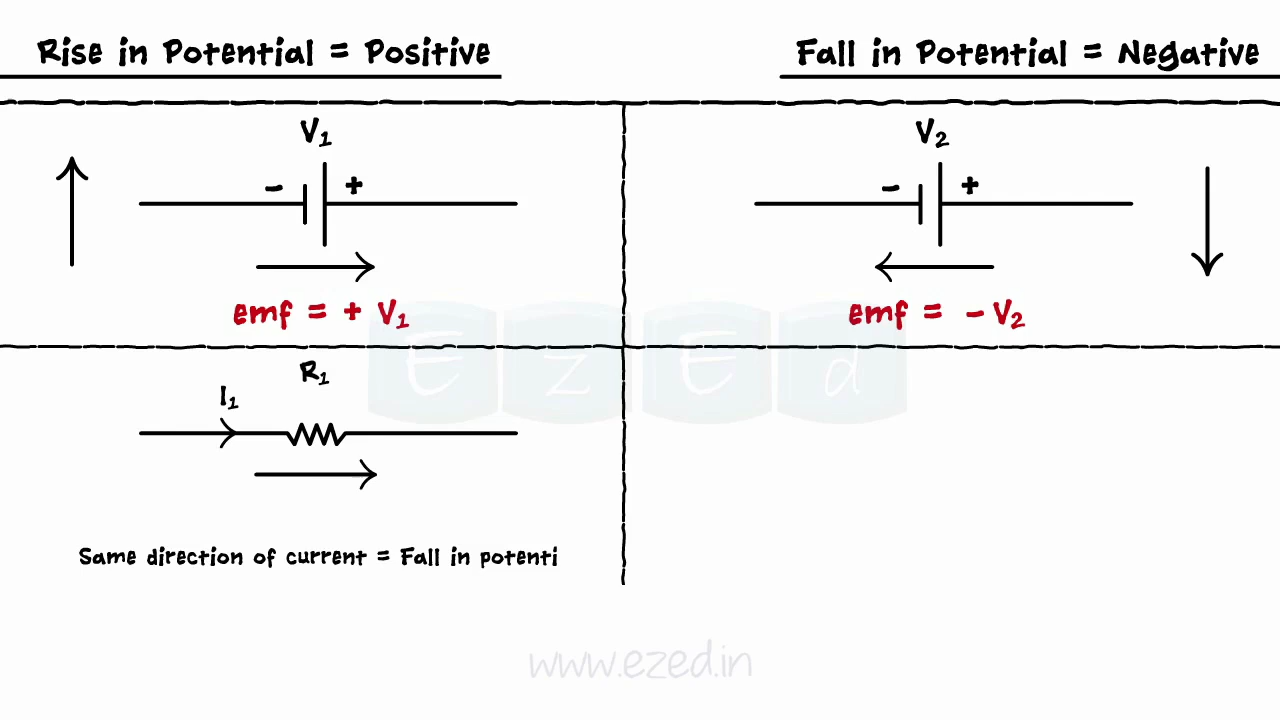 Rise in Potential = Positive
Fall in Potential = Negative
V₁
- +
emf = + V₁
V₂
- +
emf = - V₂
R₁
I₁
Same direction of current = Fall in potenti
EzEd
www.ezed.in